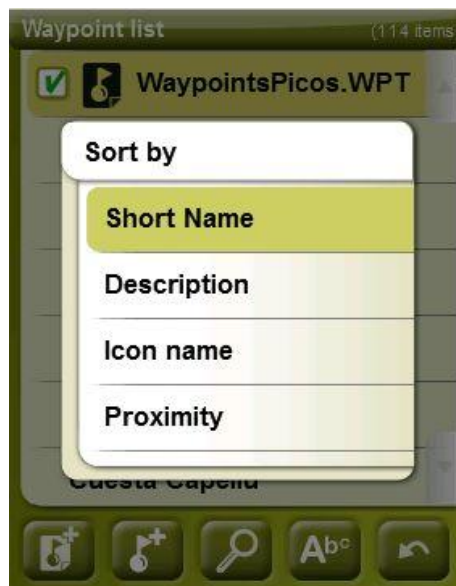 Waypoint list (114 items
WaypointsPicos.WPT
Sort by
Short Name
Description
Icon name
Proximity
Cuesta Capellu
Abc